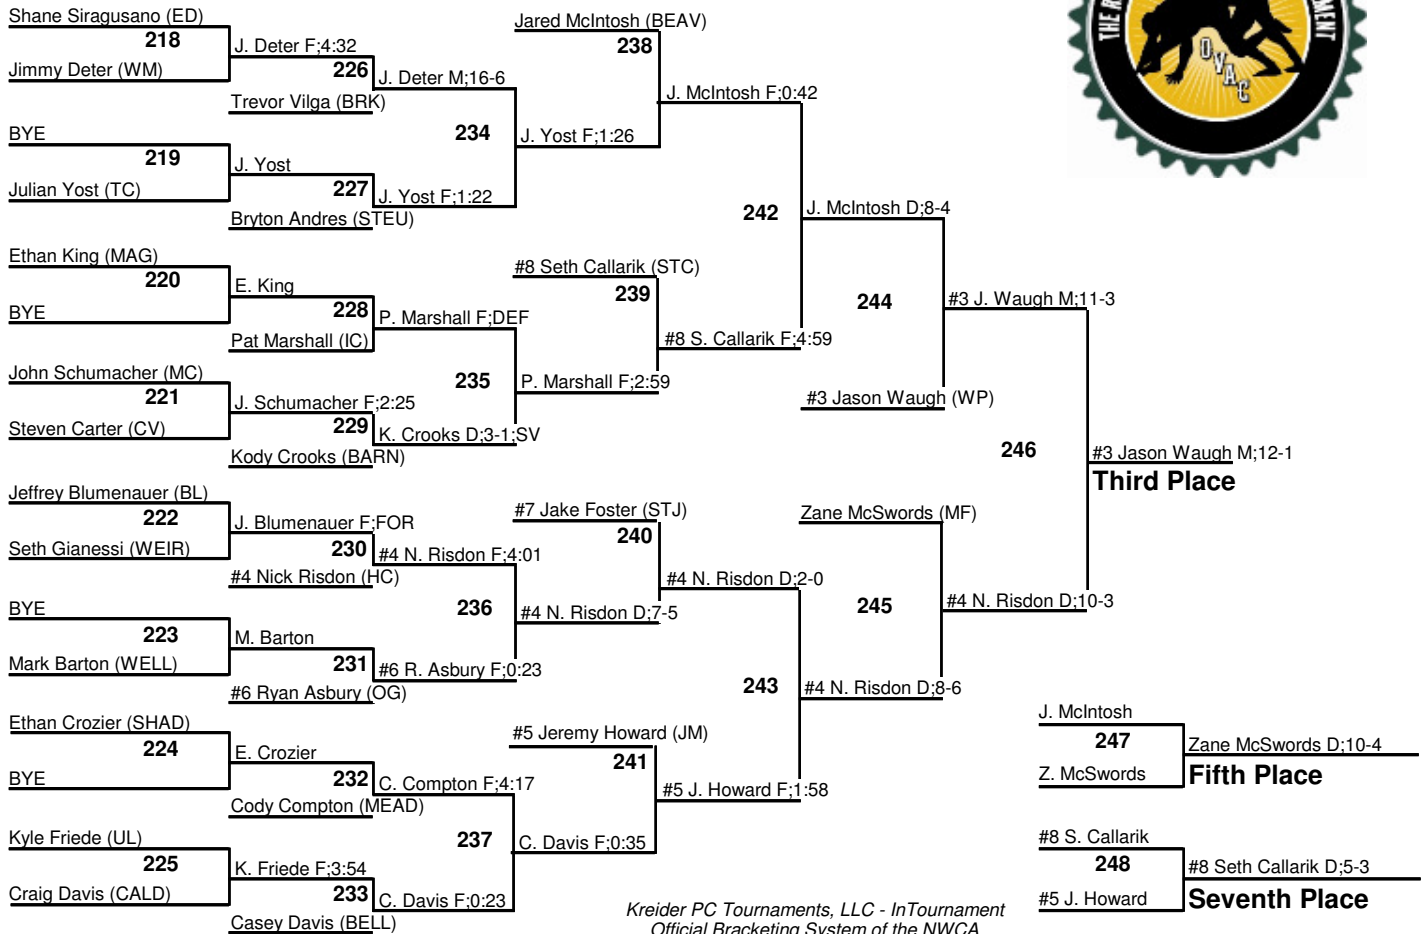 Shane Siragusano (ED)
218
J. Deter F;4:32
Jimmy Deter (WM)
226
J. Deter M;16-6
Trevor Vilga (BRK)
BYE
219
J. Yost
Julian Yost (TC)
227
J. Yost F;1:22
Bryton Andres (STEU)
234
J. Yost F;1:26
Jared McIntosh (BEAV)
238
J. McIntosh F;0:42
Ethan King (MAG)
220
E. King
BYE
228
P. Marshall F;DEF
Pat Marshall (IC)
John Schumacher (MC)
221
J. Schumacher F;2:25
Steven Carter (CV)
229
K. Crooks D;3-1;SV
Kody Crooks (BARN)
235
P. Marshall F;2:59
#8 Seth Callarik (STC)
239
#8 S. Callarik F;4:59
242
J. McIntosh D;8-4
244
#3 J. Waugh M;11-3
#3 Jason Waugh (WP)
Jeffrey Blumenauer (BL)
222
J. Blumenauer F;FOR
Seth Gianessi (WEIR)
230
#4 N. Risdon F;4:01
#4 Nick Risdon (HC)
BYE
223
M. Barton
Mark Barton (WELL)
231
#6 R. Asbury F;0:23
#6 Ryan Asbury (OG)
236
#4 N. Risdon D;7-5
#7 Jake Foster (STJ)
240
#4 N. Risdon D;2-0
Ethan Crozier (SHAD)
224
E. Crozier
BYE
232
C. Compton F;4:17
Cody Compton (MEAD)
Kyle Friede (UL)
225
K. Friede F;3:54
Craig Davis (CALD)
233
C. Davis F;0:23
Casey Davis (BELL)
237
C. Davis F;0:35
#5 Jeremy Howard (JM)
241
#5 J. Howard F;1:58
243
#4 N. Risdon D;8-6
Zane McSwords (MF)
245
#4 N. Risdon D;10-3
246
#3 Jason Waugh M;12-1
Third Place
J. McIntosh
247
Zane McSwords D;10-4
Z. McSwords
Fifth Place
#8 S. Callarik
248
#8 Seth Callarik D;5-3
#5 J. Howard
Seventh Place
Kreider PC Tournaments, LLC - InTournament
Official Bracketing System of the NWCA
THE
OVAC